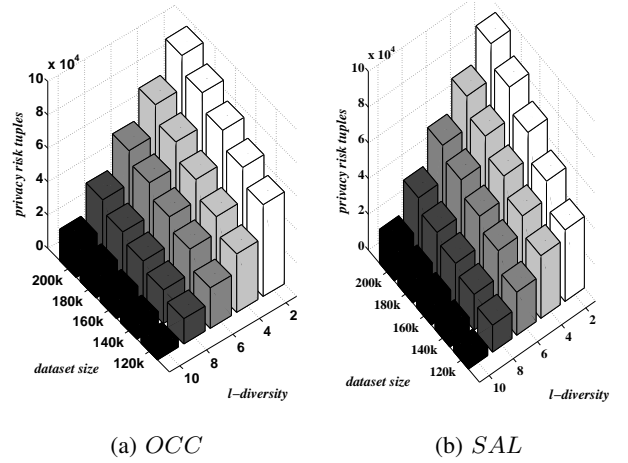 x 10^4
10
8
6
4
2
0
privacy risk tuples
200k
180k
160k
140k
120k
dataset size
10
8
6
4
2
l−diversity
(a) OCC
x 10^4
10
8
6
4
2
0
privacy risk tuples
200k
180k
160k
140k
120k
dataset size
10
8
6
4
2
l−diversity
(b) SAL